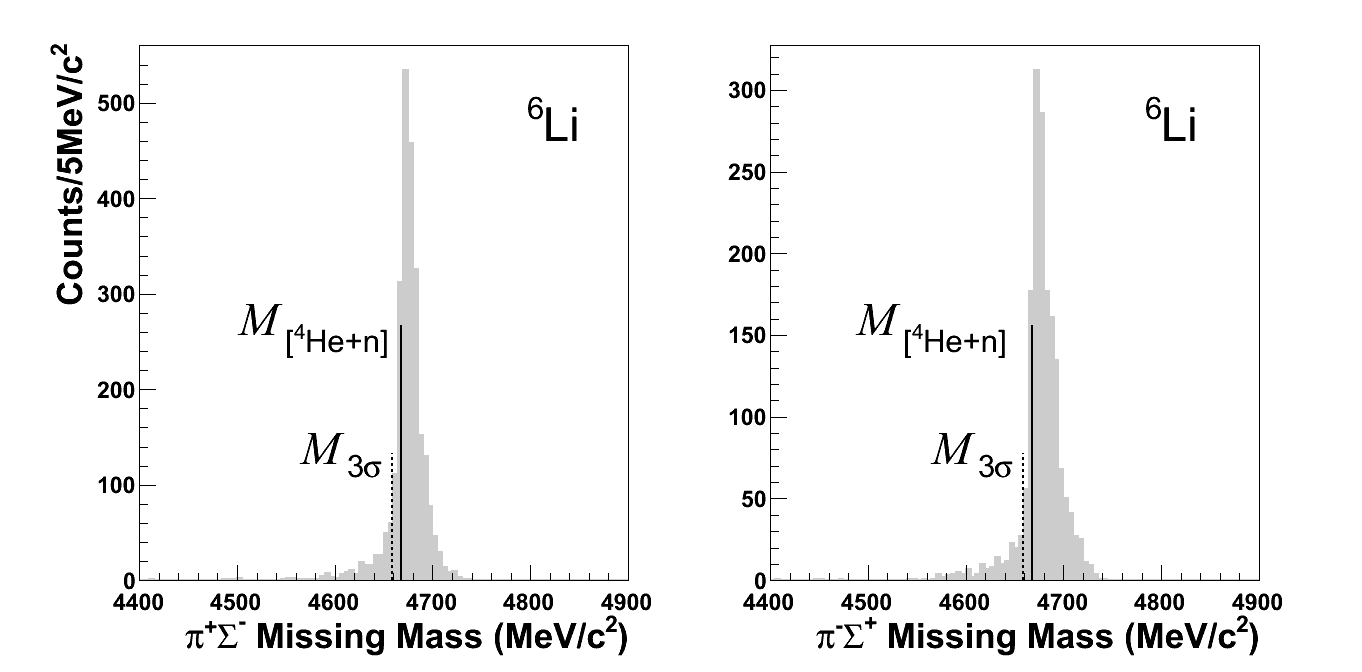 Counts/5MeV/c²
500
400
300
200
100
0
⁶Li
M [⁴He+n]
M 3σ
4400 4500 4600 4700 4800 4900
π⁺Σ⁻ Missing Mass (MeV/c²)
300
250
200
150
100
50
0
⁶Li
M [⁴He+n]
M 3σ
4400 4500 4600 4700 4800 4900
π⁻Σ⁺ Missing Mass (MeV/c²)